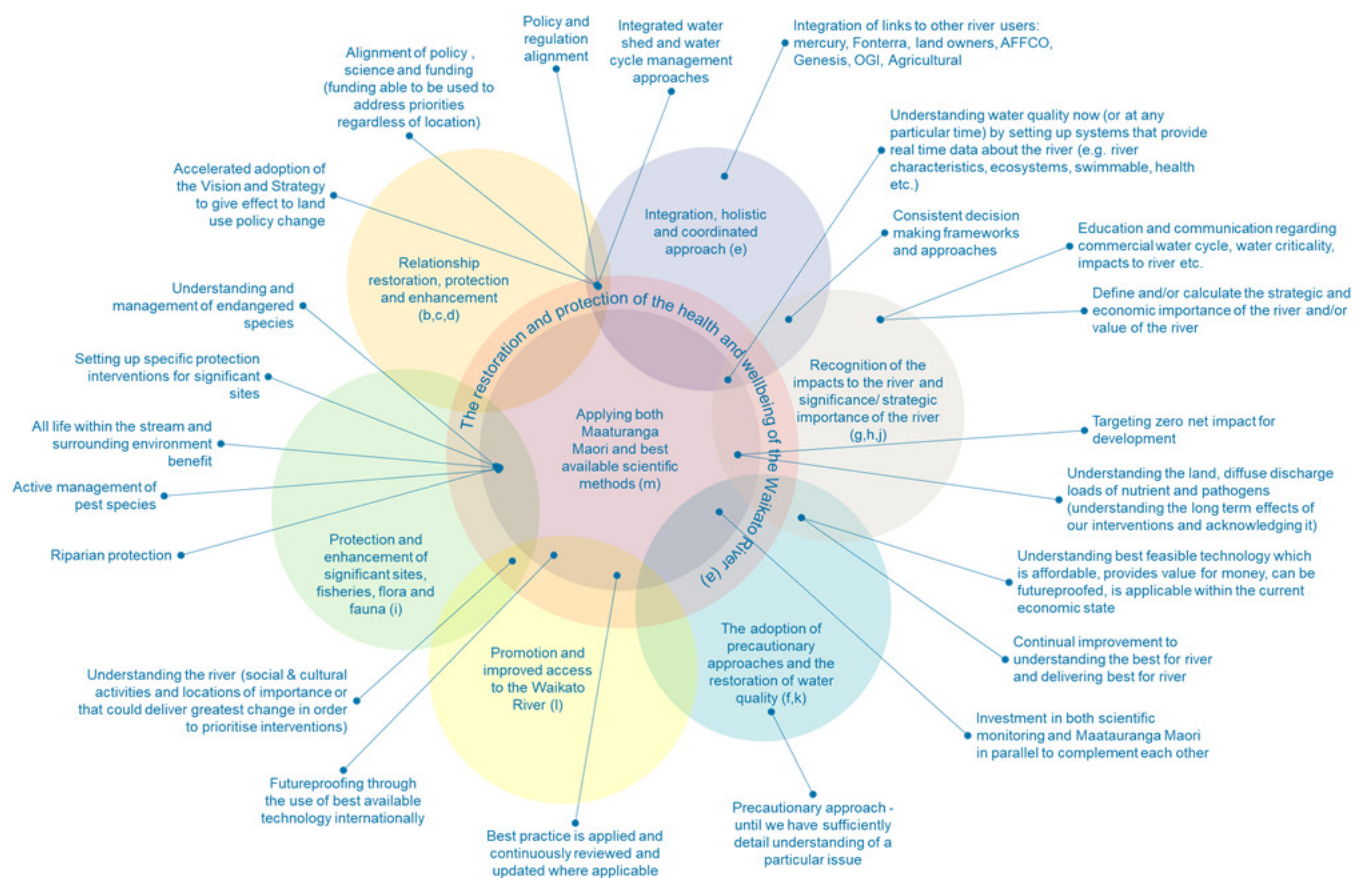 Policy and
regulation
alignment
Integrated water
shed and water
cycle management
approaches
Integration of links to other river users:
mercury, Fonterra, land owners, AFFCO,
Genesis, OGI, Agricultural
Alignment of policy ,
science and funding
(funding able to be used to
address priorities
regardless of location)
Understanding water quality now (or at any
particular time) by setting up systems that provide
real time data about the river (e.g. river
characteristics, ecosystems, swimmable, health
etc.)
Accelerated adoption of
the Vision and Strategy
to give effect to land
use policy change
Consistent decision
making frameworks
and approaches
Education and communication regarding
commercial water cycle, water criticality,
impacts to river etc.
Define and/or calculate the strategic and
economic importance of the river and/or
value of the river
Understanding and
management of endangered
species
Setting up specific protection
interventions for significant
sites
All life within the stream and
surrounding environment
benefit
Active management of
pest species
Riparian protection
Relationship
restoration, protection
and enhancement
(b,c,d)
Integration, holistic
and coordinated
approach (e)
The restoration and protection of the health and wellbeing of the Waikato River (a)
Recognition of the
impacts to the river and
significance/ strategic
importance of the river
(g,h,j)
Applying both
Maaturanga
Maori and best
available scientific
methods (m)
Targeting zero net impact for
development
Understanding the land, diffuse discharge
loads of nutrient and pathogens
(understanding the long term effects of
our interventions and acknowledging it)
Protection and
enhancement of
significant sites,
fisheries, flora and
fauna (i)
Understanding best feasible technology which
is affordable, provides value for money, can be
futureproofed, is applicable within the current
economic state
The adoption of
precautionary
approaches and the
restoration of water
quality (f,k)
Promotion and
improved access
to the Waikato
River (l)
Continual improvement to
understanding the best for river
and delivering best for river
Understanding the river (social & cultural
activities and locations of importance or
that could deliver greatest change in order
to prioritise interventions)
Investment in both scientific
monitoring and Maatauranga Maori
in parallel to complement each other
Futureproofing through
the use of best available
technology internationally
Best practice is applied and
continuously reviewed and
updated where applicable
Precautionary approach -
until we have sufficiently
detail understanding of a
particular issue